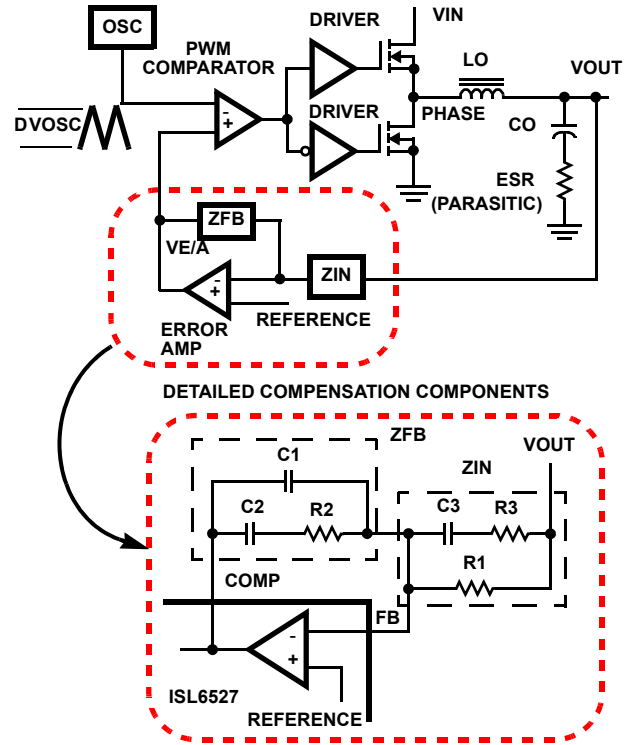 OSC
PWM
COMPARATOR
DRIVER
VIN
LO
VOUT
DVOSC
-
+
DRIVER
PHASE
CO
ESR
(PARASITIC)
ZFB
VE/A
ZIN
-
+
REFERENCE
ERROR
AMP
DETAILED COMPENSATION COMPONENTS
ZFB
VOUT
C1
ZIN
C2
R2
C3
R3
R1
COMP
FB
-
+
ISL6527
REFERENCE